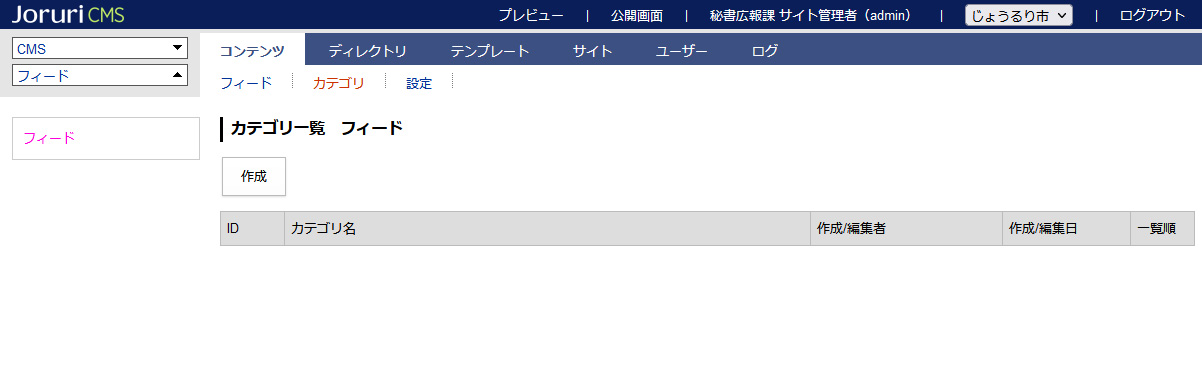 Joruri CMS プレビュー | 公開画面 | 秘書広報課 サイト管理者（admin） | じょうるり市 | ログアウト
CMS
コンテンツ ディレクトリ テンプレート サイト ユーザー ログ
フィード
フィード カテゴリ 設定
フィード
カテゴリ一覧　フィード
作成
ID カテゴリ名 作成/編集者 作成/編集日 一覧順